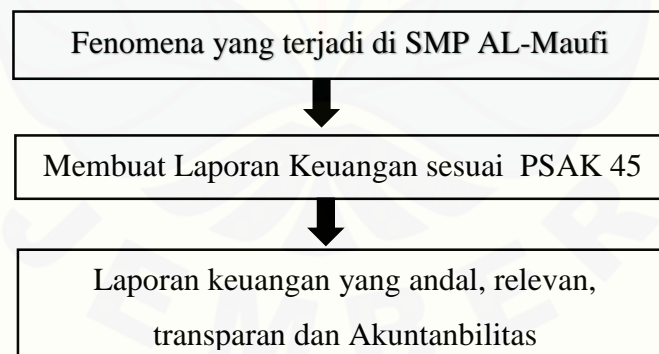 Fenomena yang terjadi di SMP AL-Maufi
Membuat Laporan Keuangan sesuai PSAK 45
Laporan keuangan yang andal, relevan,
transparan dan Akuntanbilitas
JEMBER